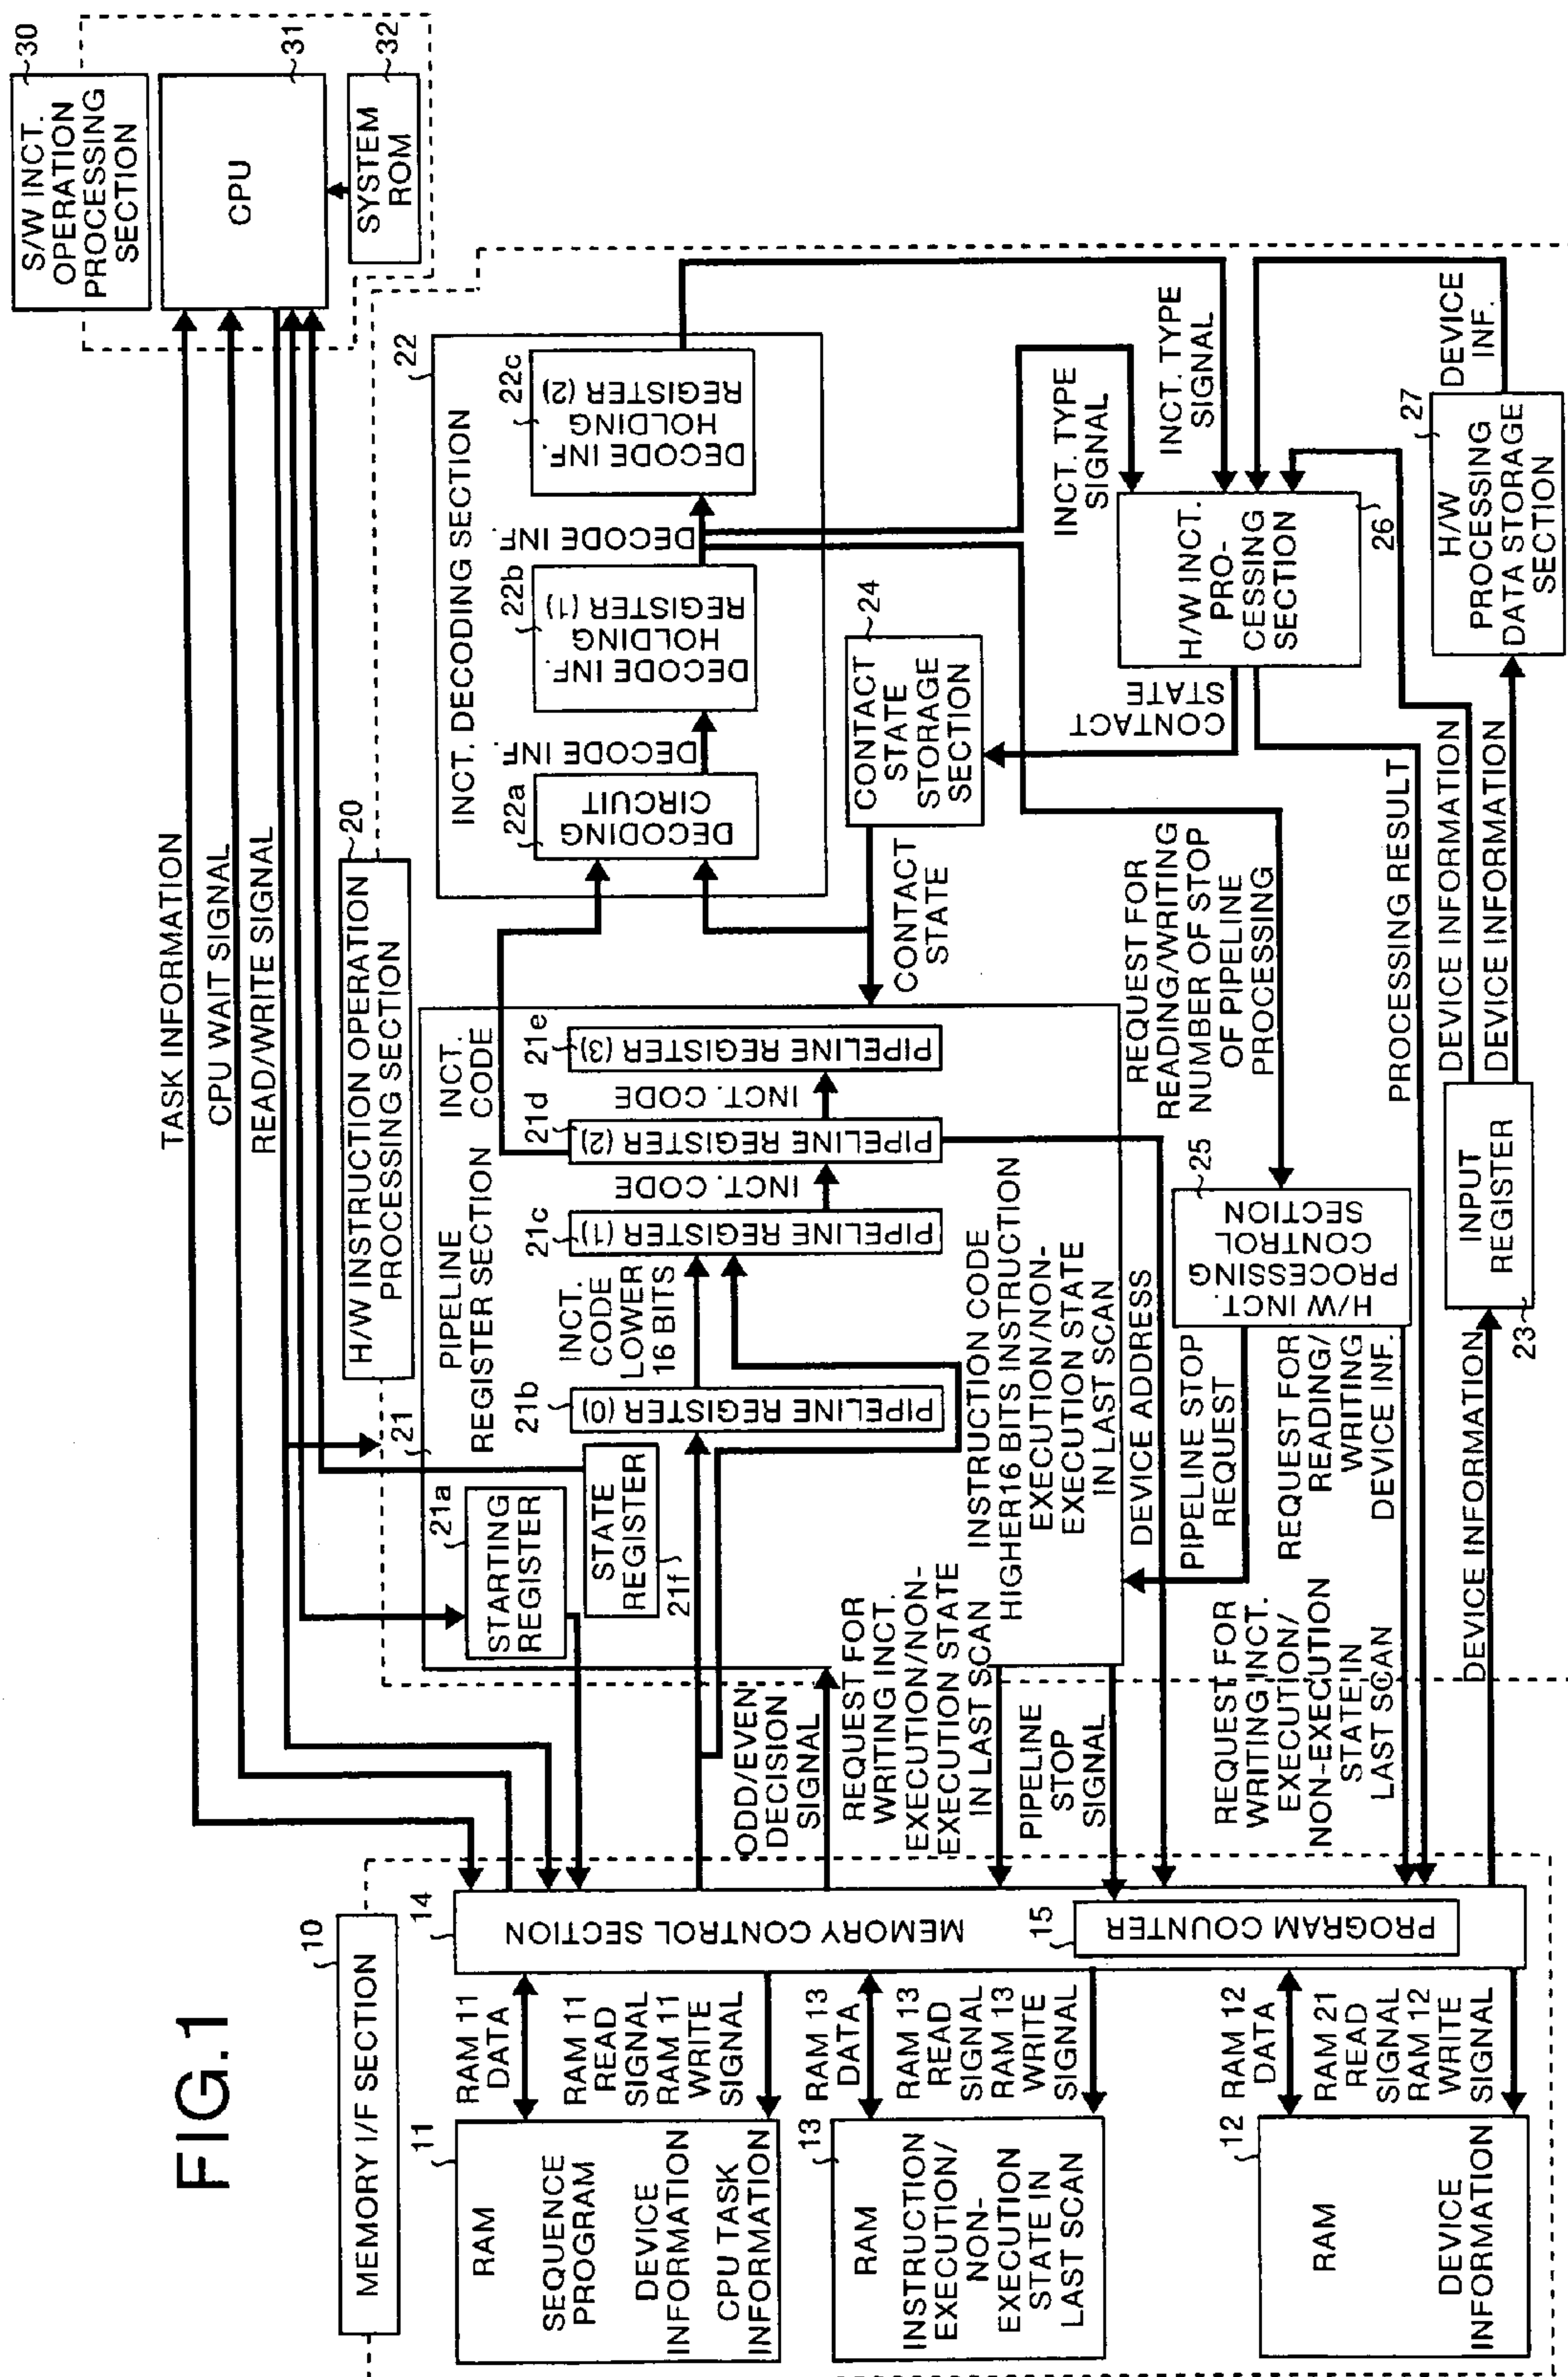 FIG.1
10
MEMORY I/F SECTION
11
RAM
SEQUENCE
PROGRAM
DEVICE
INFORMATION
CPU TASK
INFORMATION
13
RAM
INSTRUCTION
EXECUTION/
NON-
EXECUTION
STATE IN
LAST SCAN
12
RAM
DEVICE
INFORMATION
RAM 11
DATA
RAM 11
READ
SIGNAL
RAM 11
WRITE
SIGNAL
RAM 13
DATA
RAM 13
READ
SIGNAL
RAM 13
WRITE
SIGNAL
RAM 12
DATA
RAM 21
READ
SIGNAL
RAM 12
WRITE
SIGNAL
14
MEMORY CONTROL SECTION
15
PROGRAM COUNTER
TASK INFORMATION
CPU WAIT SIGNAL
READ/WRITE SIGNAL
ODD/EVEN
DECISION
SIGNAL
REQUEST FOR
WRITING INCT.
EXECUTION/NON-
EXECUTION STATE
IN LAST SCAN
PIPELINE
STOP
SIGNAL
REQUEST FOR
WRITING INCT.
EXECUTION/
NON-EXECUTION
STATE IN
LAST SCAN
DEVICE INFORMATION
20
H/W INSTRUCTION OPERATION
PROCESSING SECTION
21
PIPELINE
REGISTER SECTION
21a
STARTING
REGISTER
STATE
REGISTER
21f
21b
PIPELINE REGISTER (0)
INCT.
CODE
LOWER
16 BITS
21c
PIPELINE REGISTER (1)
INCT. CODE
21d
PIPELINE REGISTER (2)
INCT. CODE
21e
PIPELINE REGISTER (3)
INCT.
CODE
INSTRUCTION CODE
HIGHER16 BITS INSTRUCTION
EXECUTION/NON-
EXECUTION STATE
IN LAST SCAN
DEVICE ADDRESS
PIPELINE STOP
REQUEST
REQUEST FOR
READING/
WRITING
DEVICE INF.
25
H/W INCT.
PROCESSING
CONTROL
SECTION
23
INPUT
REGISTER
REQUEST FOR
READING/WRITING
NUMBER OF STOP
OF PIPELINE
PROCESSING
PROCESSING RESULT
DEVICE INFORMATION
DEVICE INFORMATION
CONTACT
STATE
22
INCT. DECODING SECTION
22a
DECODING
CIRCUIT
DECODE INF.
22b
DECODE INF.
HOLDING
REGISTER (1)
DECODE INF.
22c
DECODE INF.
HOLDING
REGISTER (2)
24
CONTACT
STATE
STORAGE
SECTION
CONTACT
STATE
INCT. TYPE
SIGNAL
INCT. TYPE
SIGNAL
H/W INCT.
PRO-
CESSING
SECTION
26
27
H/W
PROCESSING
DATA STORAGE
SECTION
DEVICE
INF.
30
S/W INCT.
OPERATION
PROCESSING
SECTION
31
CPU
32
SYSTEM
ROM